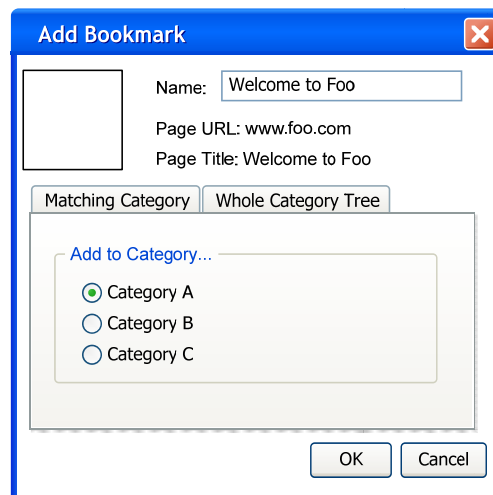 Add Bookmark
Name: Welcome to Foo
Page URL: www.foo.com
Page Title: Welcome to Foo
Matching Category Whole Category Tree
Add to Category...
Category A
Category B
Category C
OK Cancel